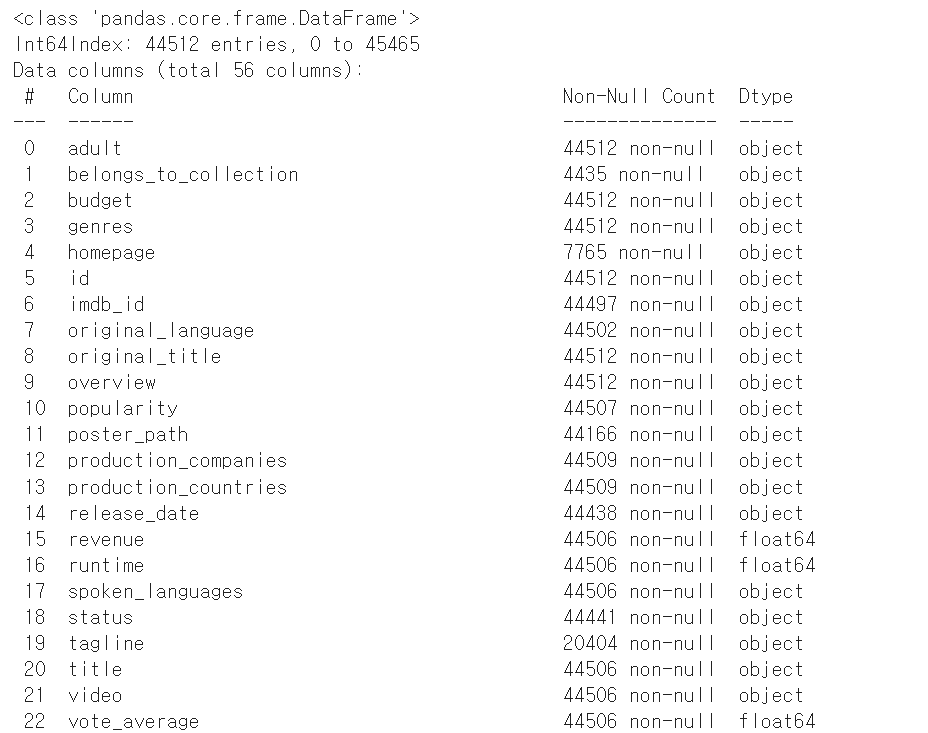 <class 'pandas.core.frame.DataFrame'>
Int64Index: 44512 entries, 0 to 45465
Data columns (total 56 columns):
 #   Column                                        Non-Null Count  Dtype
---  ------                                        --------------  -----
 0   adult                                         44512 non-null  object
 1   belongs_to_collection                         4435 non-null   object
 2   budget                                        44512 non-null  object
 3   genres                                        44512 non-null  object
 4   homepage                                      7765 non-null   object
 5   id                                            44512 non-null  object
 6   imdb_id                                       44497 non-null  object
 7   original_language                             44502 non-null  object
 8   original_title                                44512 non-null  object
 9   overview                                      44512 non-null  object
 10  popularity                                    44507 non-null  object
 11  poster_path                                   44166 non-null  object
 12  production_companies                          44509 non-null  object
 13  production_countries                          44509 non-null  object
 14  release_date                                  44438 non-null  object
 15  revenue                                       44506 non-null  float64
 16  runtime                                       44506 non-null  float64
 17  spoken_languages                              44506 non-null  object
 18  status                                        44441 non-null  object
 19  tagline                                       20404 non-null  object
 20  title                                         44506 non-null  object
 21  video                                         44506 non-null  object
 22  vote_average                                  44506 non-null  float64